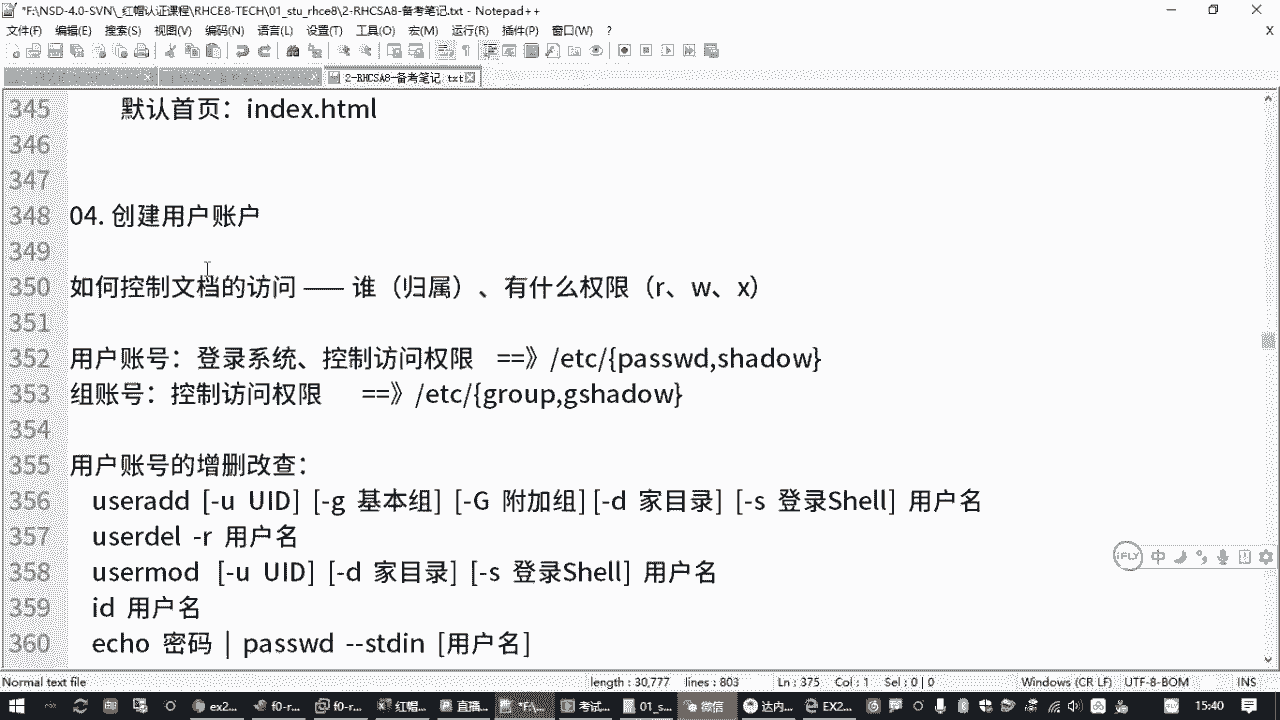 *F:\NSD-4.0-SVN\_红帽认证课程\RHCE8-TECH\01_stu_rhce8\2-RHCSA8-备考笔记.txt - Notepad++
文件(F) 编辑(E) 搜索(S) 视图(V) 编码(N) 语言(L) 设置(T) 工具(O) 宏(M) 运行(R) 插件(P) 窗口(W) ? X
2-RHCSA8-备考笔记.txt
345 默认首页：index.html
346
347
348 04. 创建用户账户
349
350 如何控制文档的访问 —— 谁（归属）、有什么权限（r、w、x）
351
352 用户账号：登录系统、控制访问权限 ==》/etc/{passwd,shadow}
353 组账号：控制访问权限 ==》/etc/{group,gshadow}
354
355 用户账号的增删改查：
356 useradd [-u UID] [-g 基本组] [-G 附加组] [-d 家目录] [-s 登录Shell] 用户名
357 userdel -r 用户名
358 usermod [-u UID] [-d 家目录] [-s 登录Shell] 用户名
359 id 用户名
360 echo 密码 | passwd --stdin [用户名]
iFLY 中
Normal text file length : 30,777 lines : 803 Ln : 375 Col : 1 Sel : 0 | 0 Windows (CR LF) UTF-8-BOM INS
ex2... f0-r... f0-r... 红帽... 直播... *F:\... 考试... 01_s... 微信 达内... EX2... 15:40